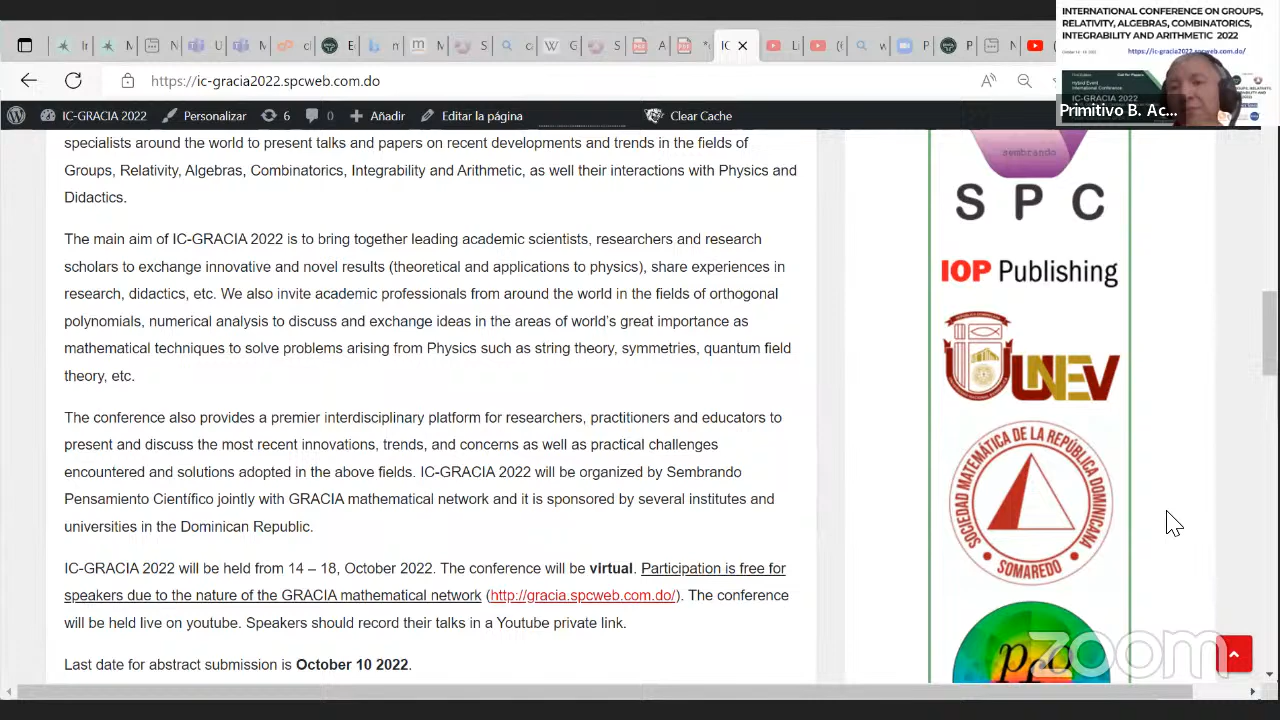 INTERNATIONAL CONFERENCE ON GROUPS,
RELATIVITY, ALGEBRAS, COMBINATORICS,
INTEGRABILITY AND ARITHMETIC 2022
https://ic-gracia2022.spcweb.com.do/
Hybrid Event
International Conference
IC-GRACIA 2022
Primitivo B. Ac...
IC
https://ic-gracia2022.spcweb.com.do
IC-GRACIA2022
0
la página
Clear Cache
specialists around the world to present talks and papers on recent developments and trends in the fields of
Groups, Relativity, Algebras, Combinatorics, Integrability and Arithmetic, as well their interactions with Physics and
Didactics.
The main aim of IC-GRACIA 2022 is to bring together leading academic scientists, researchers and research
scholars to exchange innovative and novel results (theoretical and applications to physics), share experiences in
research, didactics, etc. We also invite academic professionals from around the world in the fields of orthogonal
polynomials, numerical analysis to discuss and exchange ideas in the areas of world's great importance as
mathematical techniques to solve problems arising from Physics such as string theory, symmetries, quantum field
theory, etc.
The conference also provides a premier interdisciplinary platform for researchers, practitioners and educators to
present and discuss the most recent innovations, trends, and concerns as well as practical challenges
encountered and solutions adopted in the above fields. IC-GRACIA 2022 will be organized by Sembrando
Pensamiento Científico jointly with GRACIA mathematical network and it is sponsored by several institutes and
universities in the Dominican Republic.
IC-GRACIA 2022 will be held from 14 – 18, October 2022. The conference will be virtual. Participation is free for
speakers due to the nature of the GRACIA mathematical network (http://gracia.spcweb.com.do/). The conference
will be held live on youtube. Speakers should record their talks in a Youtube private link.
Last date for abstract submission is October 10 2022.
sembrando
S P C
IOP Publishing
UNEV
SOCIEDAD MATEMÁTICA DE LA REPÚBLICA DOMINICANA
SOMAREDO
zoom